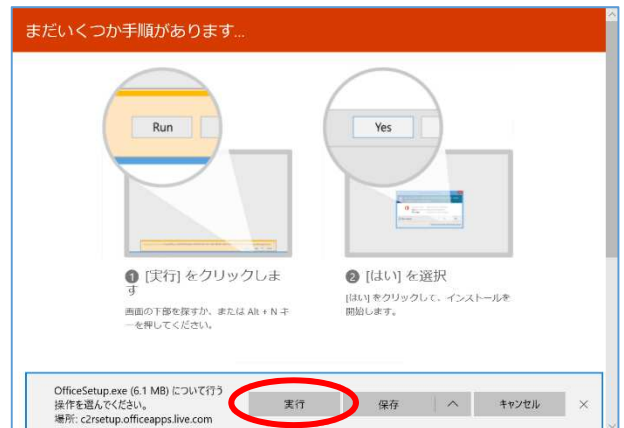 まだいくつか手順があります...
Run
Yes
❶ [実行] をクリックしま
す
画面の下部を探すか、または Alt + N キ
ーを押してください。
❷ [はい] を選択
[はい] をクリックして、インストールを
開始します。
OfficeSetup.exe (6.1 MB) について行う
操作を選んでください。
場所: c2rsetup.officeapps.live.com
実行
保存
キャンセル